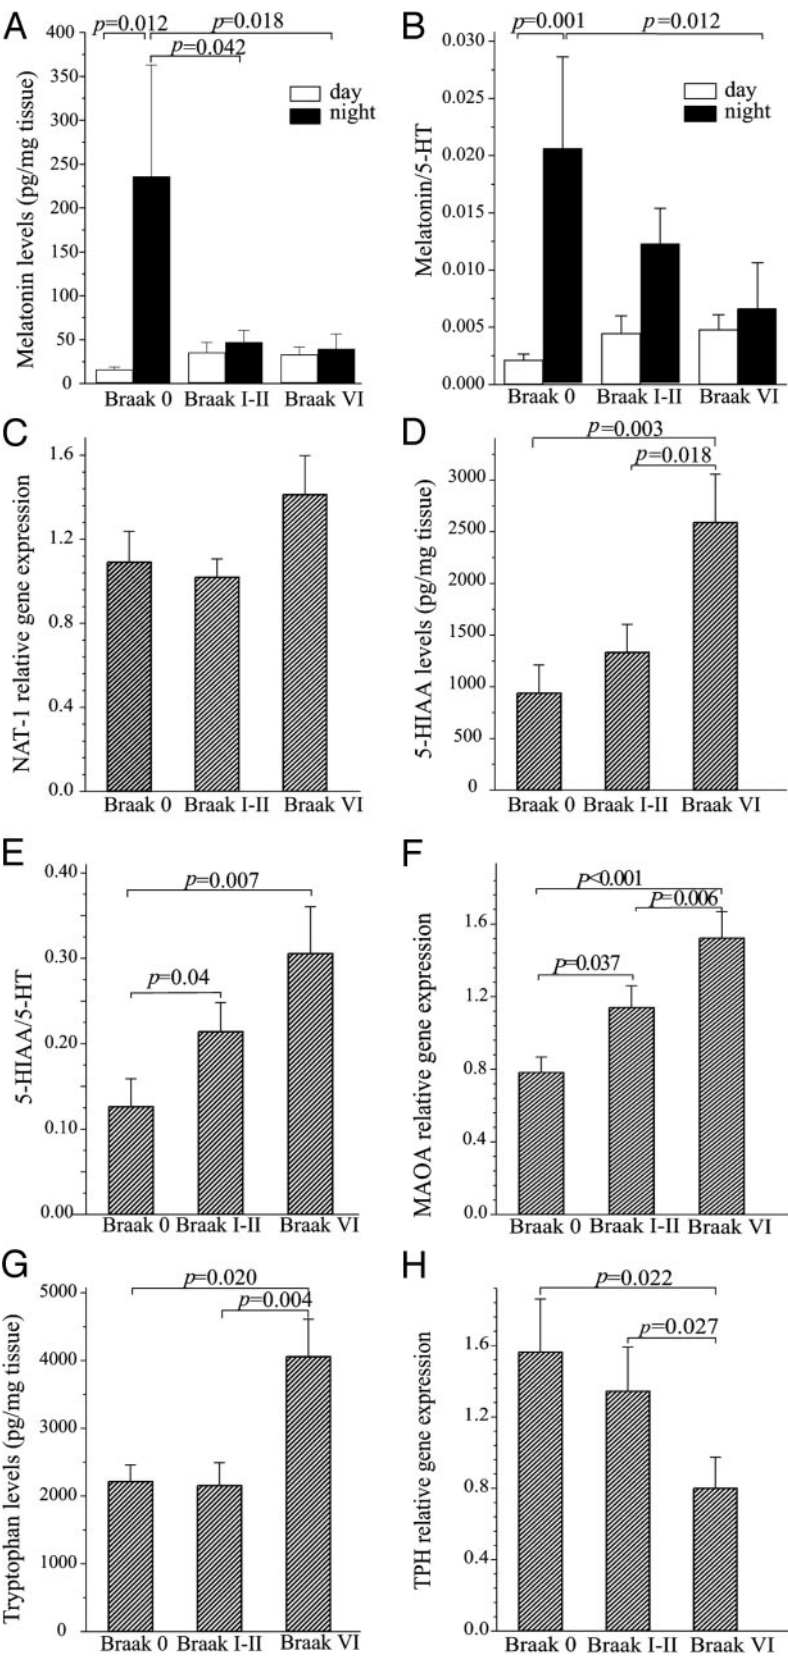 A
p=0.012
p=0.018
p=0.042
400
350
300
250
200
150
100
50
0
Melatonin levels (pg/mg tissue)
day
night
Braak 0 Braak I-II Braak VI
B
p=0.001
p=0.012
0.030
0.025
0.020
0.015
0.010
0.005
0.000
Melatonin/5-HT
day
night
Braak 0 Braak I-II Braak VI
C
1.6
1.2
0.8
0.4
0.0
NAT-1 relative gene expression
Braak 0 Braak I-II Braak VI
D
p=0.003
p=0.018
3000
2500
2000
1500
1000
500
0
5-HIAA levels (pg/mg tissue)
Braak 0 Braak I-II Braak VI
E
p=0.007
p=0.04
0.40
0.30
0.20
0.10
0.00
5-HIAA/5-HT
Braak 0 Braak I-II Braak VI
F
p<0.001
p=0.006
p=0.037
1.6
1.2
0.8
0.4
0.0
MAOA relative gene expression
Braak 0 Braak I-II Braak VI
G
p=0.020
p=0.004
5000
4000
3000
2000
1000
0
Tryptophan levels (pg/mg tissue)
Braak 0 Braak I-II Braak VI
H
p=0.022
p=0.027
1.6
1.2
0.8
0.4
0.0
TPH relative gene expression
Braak 0 Braak I-II Braak VI